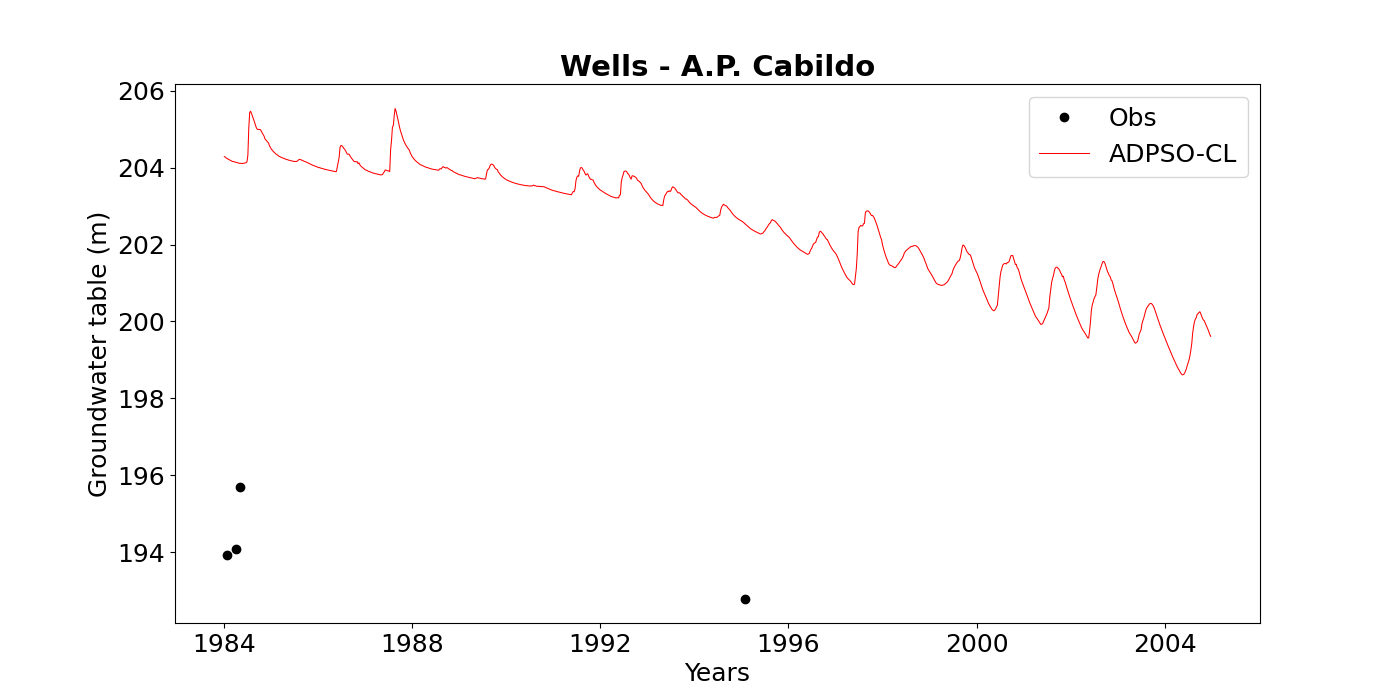 Wells - A.P. Cabildo
Obs
ADPSO-CL
Groundwater table (m)
206
204
202
200
198
196
194
1984
1988
1992
1996
2000
2004
Years